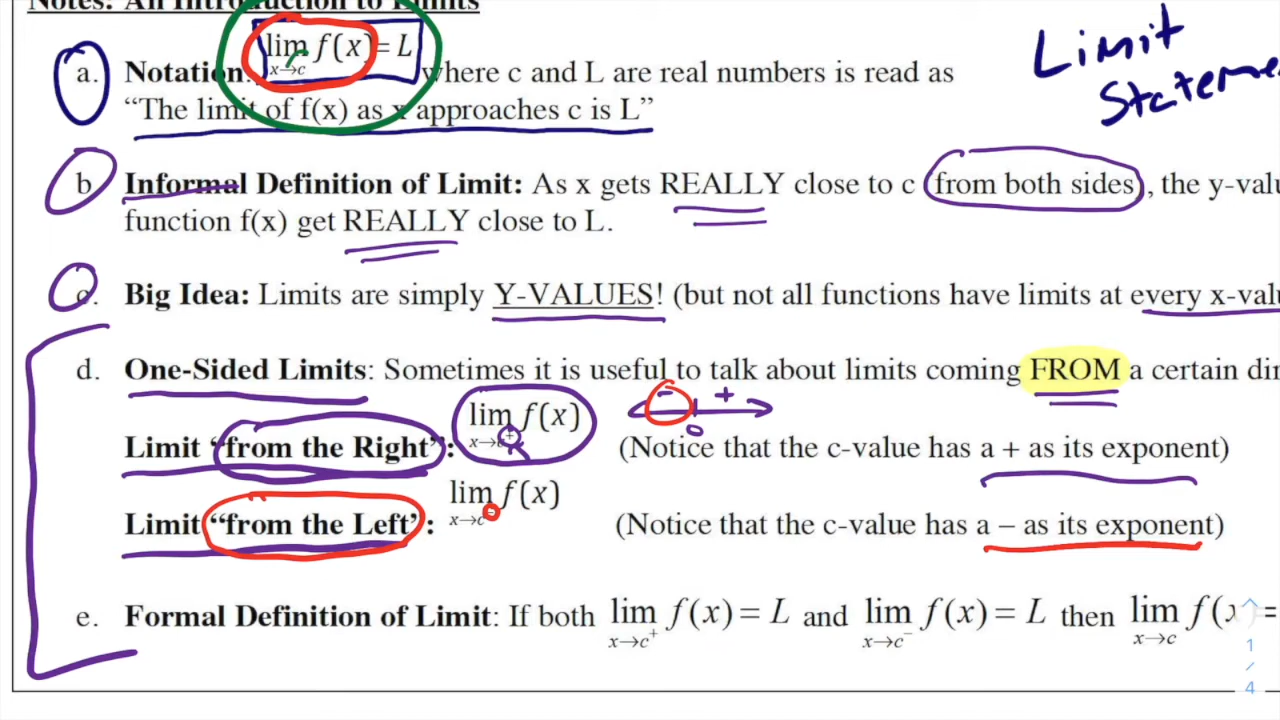 Notes: An Introduction to Limits
lim f(x) = L
x→c
a. Notation: where c and L are real numbers is read as
“The limit of f(x) as x approaches c is L”
Limit
Stateme
b. Informal Definition of Limit: As x gets REALLY close to c (from both sides), the y-valu
function f(x) get REALLY close to L.
c. Big Idea: Limits are simply Y-VALUES! (but not all functions have limits at every x-valu
d. One-Sided Limits: Sometimes it is useful to talk about limits coming FROM a certain dir
- +
0
lim f(x)
x→c⁺
Limit “from the Right”: (Notice that the c-value has a + as its exponent)
lim f(x)
x→c⁻
Limit “from the Left”: (Notice that the c-value has a – as its exponent)
e. Formal Definition of Limit: If both lim f(x) = L and lim f(x) = L then lim f(x) =
x→c⁺ x→c⁻ x→c
1
/
4